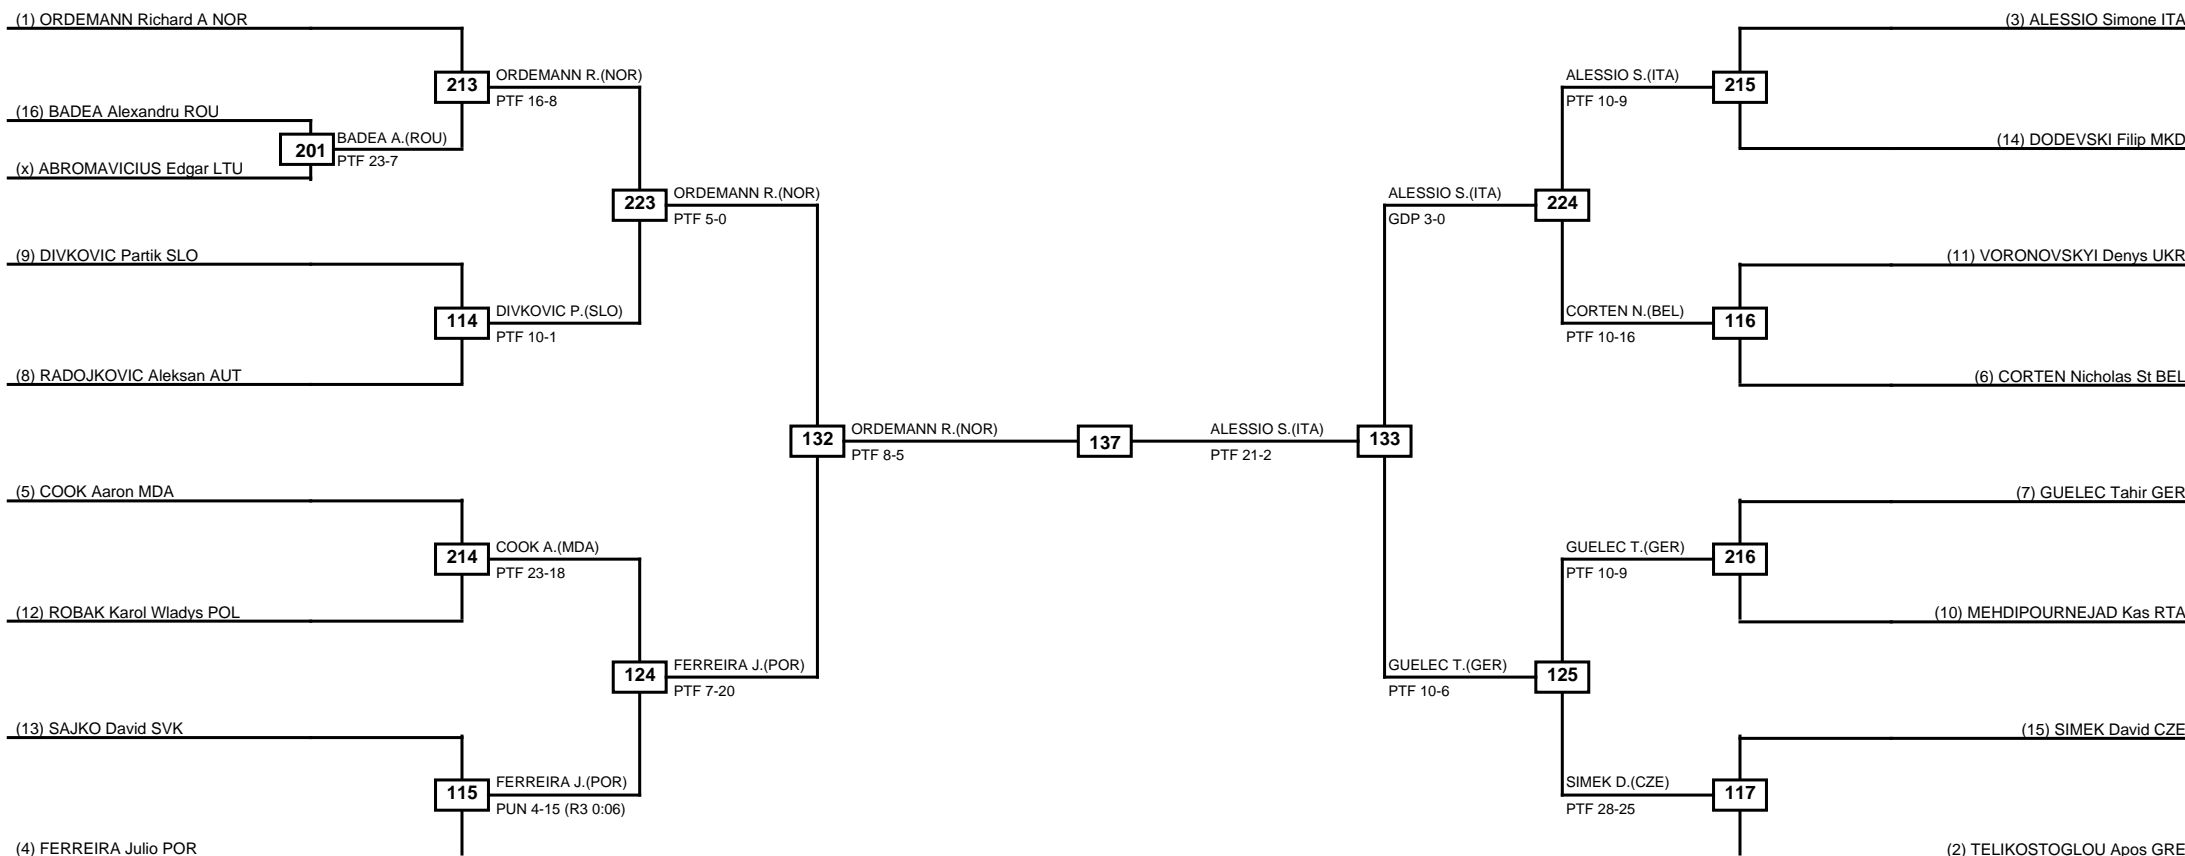 (1) ORDEMANN Richard A NOR
(16) BADEA Alexandru ROU
(x) ABROMAVICIUS Edgar LTU
(9) DIVKOVIC Partik SLO
(8) RADOJKOVIC Aleksan AUT
(5) COOK Aaron MDA
(12) ROBAK Karol Wladys POL
(13) SAJKO David SVK
(4) FERREIRA Julio POR
201
BADEA A.(ROU)
PTF 23-7
213
ORDEMANN R.(NOR)
PTF 16-8
114
DIVKOVIC P.(SLO)
PTF 10-1
214
COOK A.(MDA)
PTF 23-18
115
FERREIRA J.(POR)
PUN 4-15 (R3 0:06)
223
ORDEMANN R.(NOR)
PTF 5-0
124
FERREIRA J.(POR)
PTF 7-20
132
ORDEMANN R.(NOR)
PTF 8-5
137
ALESSIO S.(ITA)
PTF 21-2
133
ALESSIO S.(ITA)
GDP 3-0
224
GUELEC T.(GER)
PTF 10-6
125
ALESSIO S.(ITA)
PTF 10-9
215
CORTEN N.(BEL)
PTF 10-16
116
GUELEC T.(GER)
PTF 10-9
216
SIMEK D.(CZE)
PTF 28-25
117
(3) ALESSIO Simone ITA
(14) DODEVSKI Filip MKD
(11) VORONOVSKYI Denys UKR
(6) CORTEN Nicholas St BEL
(7) GUELEC Tahir GER
(10) MEHDIPOURNEJAD Kas RTA
(15) SIMEK David CZE
(2) TELIKOSTOGLOU Apos GRE